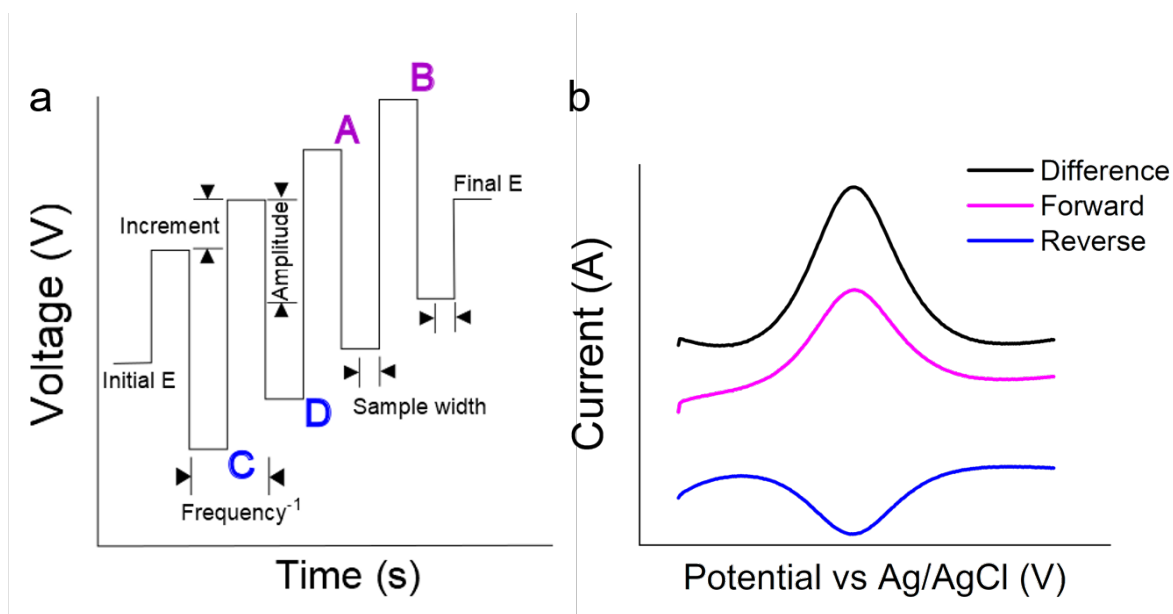 a
Voltage (V)
Initial E
Increment
Amplitude
A
B
Final E
C
D
Sample width
Frequency⁻¹
Time (s)
b
Current (A)
Difference
Forward
Reverse
Potential vs Ag/AgCl (V)